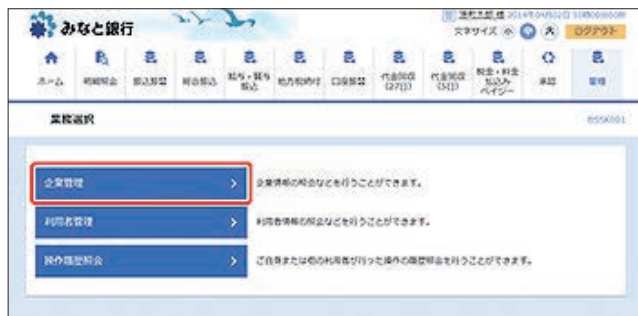 みなと銀行
文字サイズ 小 中 大 ログアウト
ホーム 明細照会 振込振替 総合振込 給与・賞与振込 地方税納付 口座振替 代金回収 代金回収 税金・料金払込み ペイジー 承認 管理
業務選択 BSSK001
企業管理 企業情報の照会などを行うことができます。
利用者管理 利用者情報の照会などを行うことができます。
操作履歴照会 ご自身または他の利用者が行った操作の履歴照会を行うことができます。